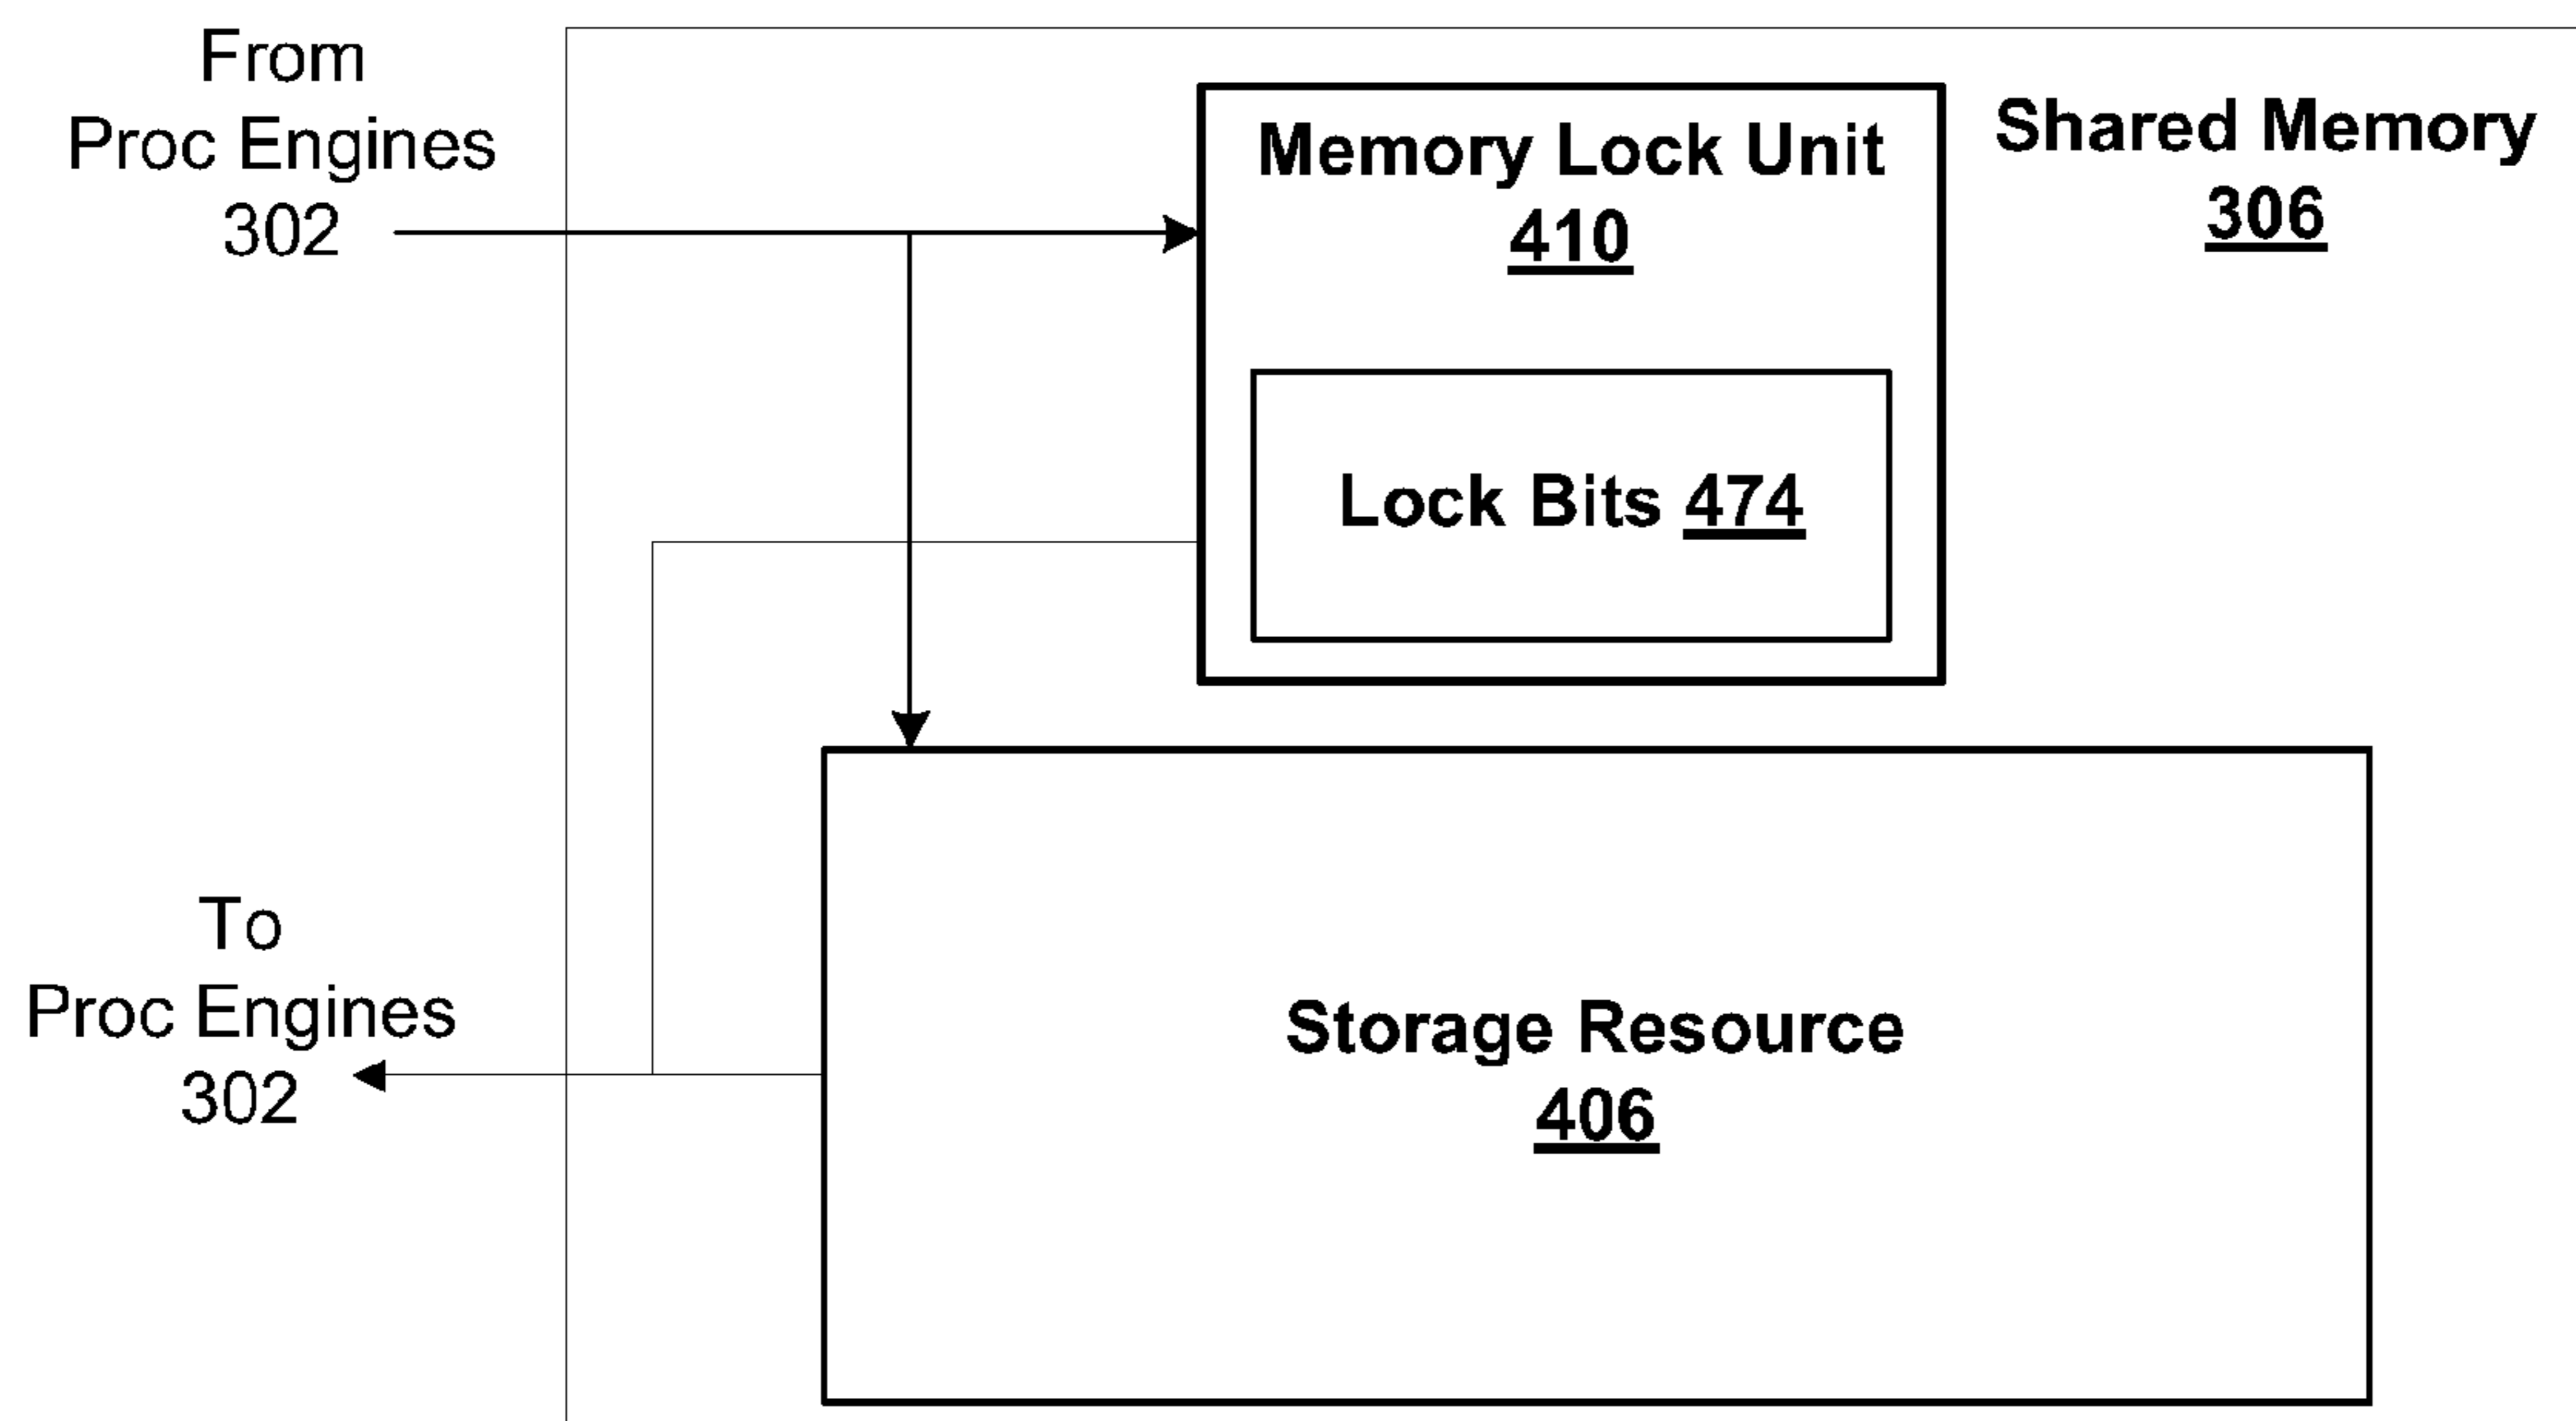 From
Proc Engines
302
Memory Lock Unit
410
Shared Memory
306
Lock Bits 474
To
Proc Engines
302
Storage Resource
406